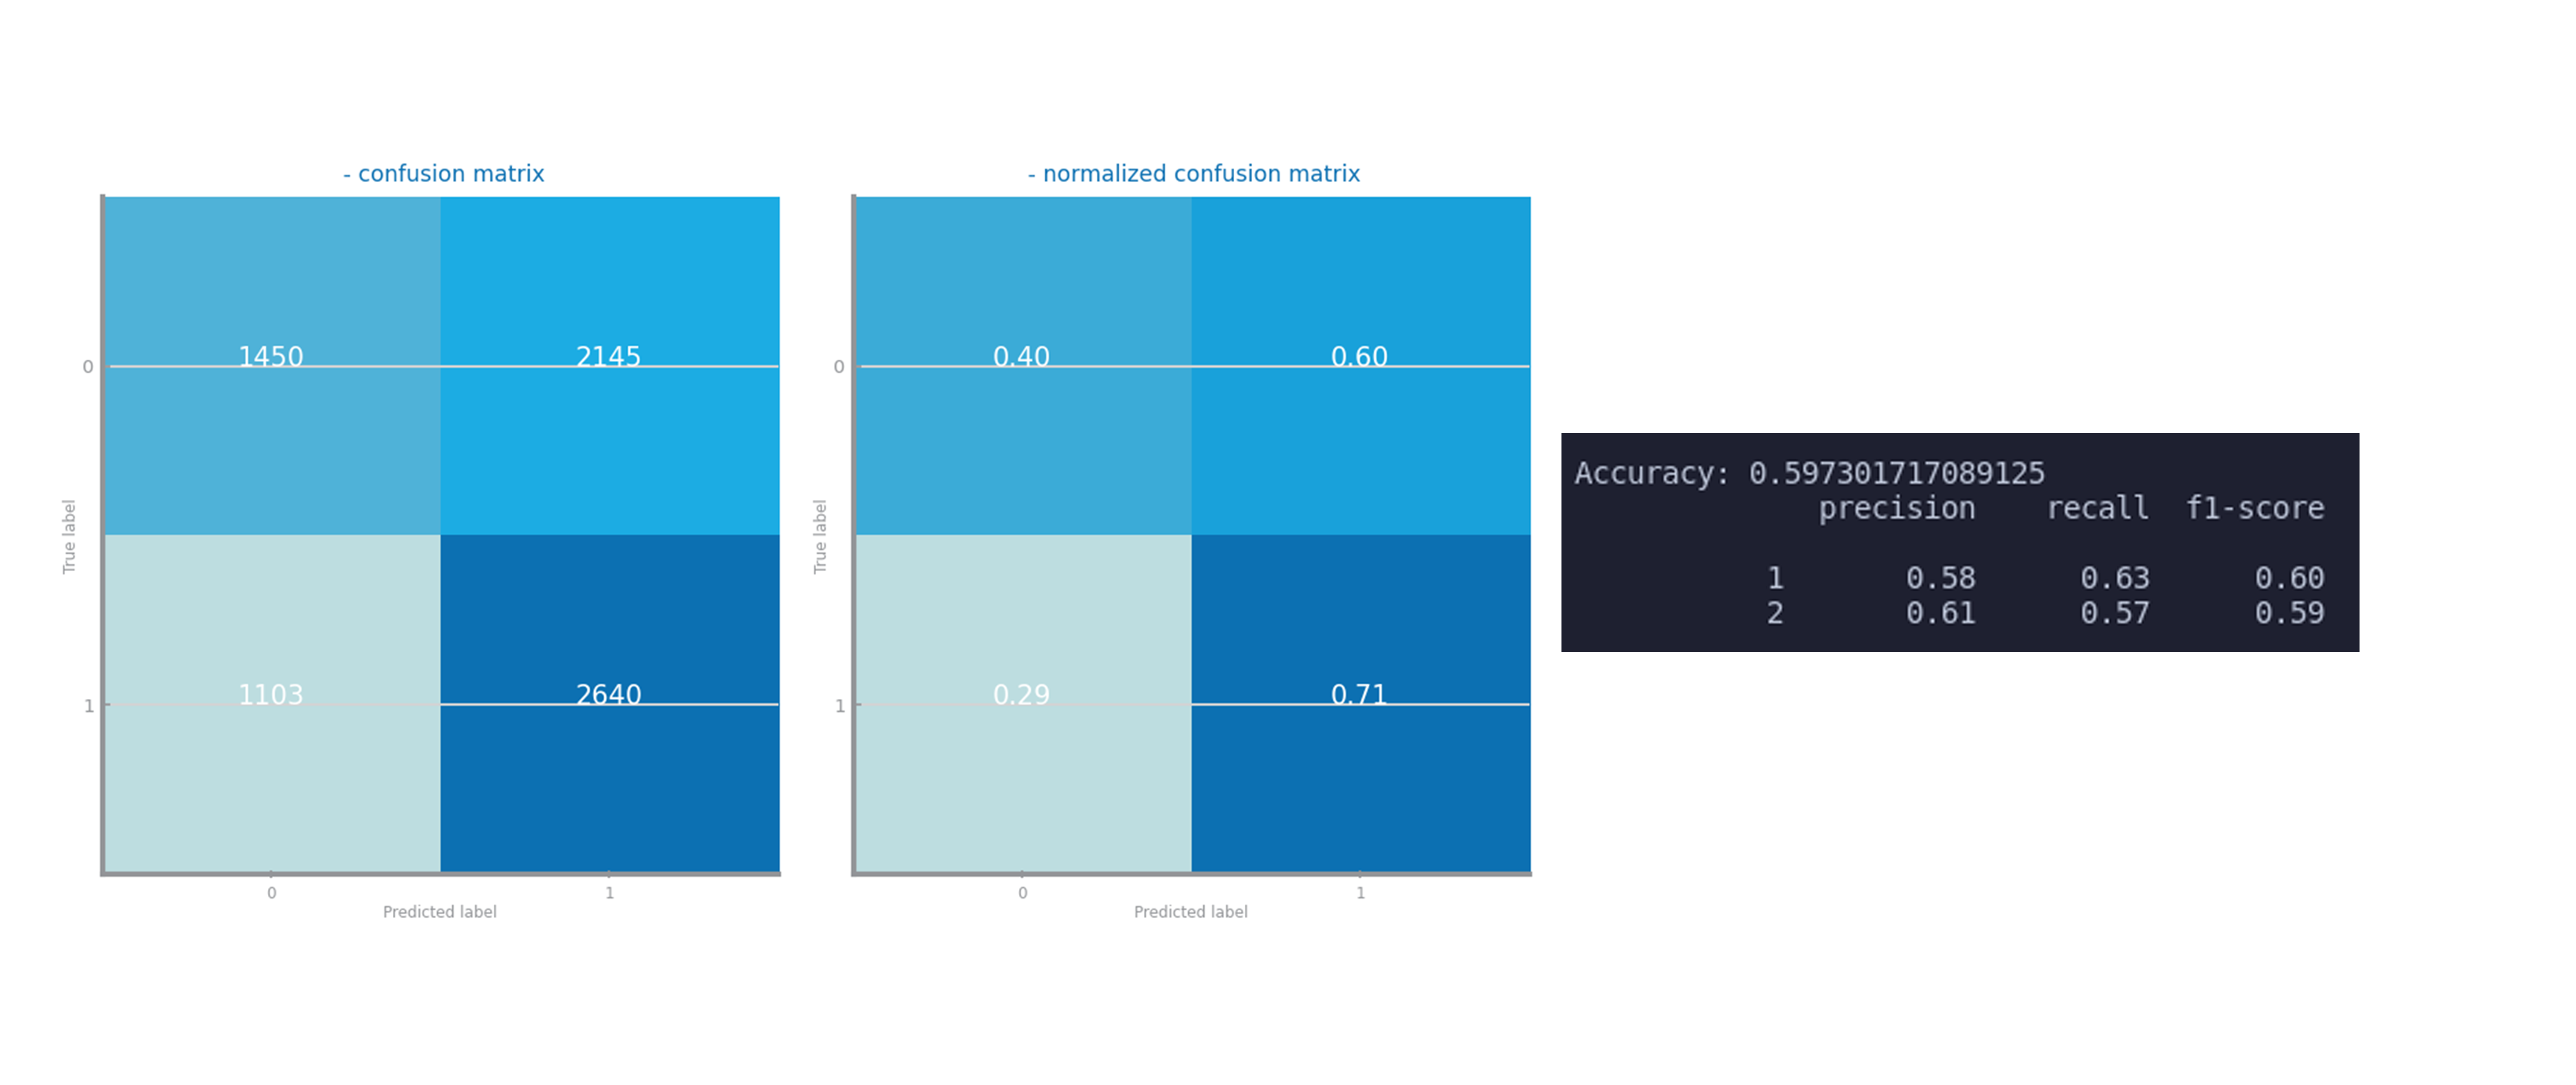 - confusion matrix
1450 2145
0
True label
1103 2640
1
0 1
Predicted label
- normalized confusion matrix
0.40 0.60
0
True label
0.29 0.71
1
0 1
Predicted label
Accuracy: 0.597301717089125
precision recall f1-score
1 0.58 0.63 0.60
2 0.61 0.57 0.59